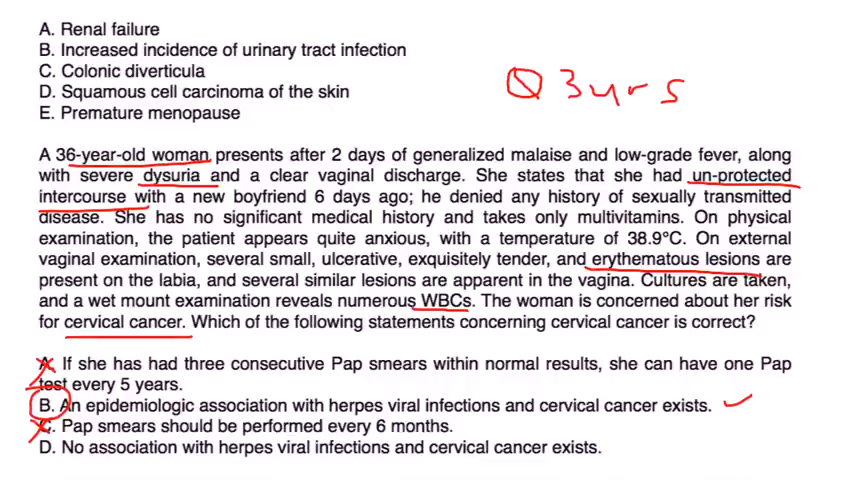 A. Renal failure
B. Increased incidence of urinary tract infection
C. Colonic diverticula
D. Squamous cell carcinoma of the skin
E. Premature menopause
Q 3 yrs
A 36-year-old woman presents after 2 days of generalized malaise and low-grade fever, along
with severe dysuria and a clear vaginal discharge. She states that she had un-protected
intercourse with a new boyfriend 6 days ago; he denied any history of sexually transmitted
disease. She has no significant medical history and takes only multivitamins. On physical
examination, the patient appears quite anxious, with a temperature of 38.9°C. On external
vaginal examination, several small, ulcerative, exquisitely tender, and erythematous lesions are
present on the labia, and several similar lesions are apparent in the vagina. Cultures are taken,
and a wet mount examination reveals numerous WBCs. The woman is concerned about her risk
for cervical cancer. Which of the following statements concerning cervical cancer is correct?
A. If she has had three consecutive Pap smears within normal results, she can have one Pap
test every 5 years.
B. An epidemiologic association with herpes viral infections and cervical cancer exists.
C. Pap smears should be performed every 6 months.
D. No association with herpes viral infections and cervical cancer exists.